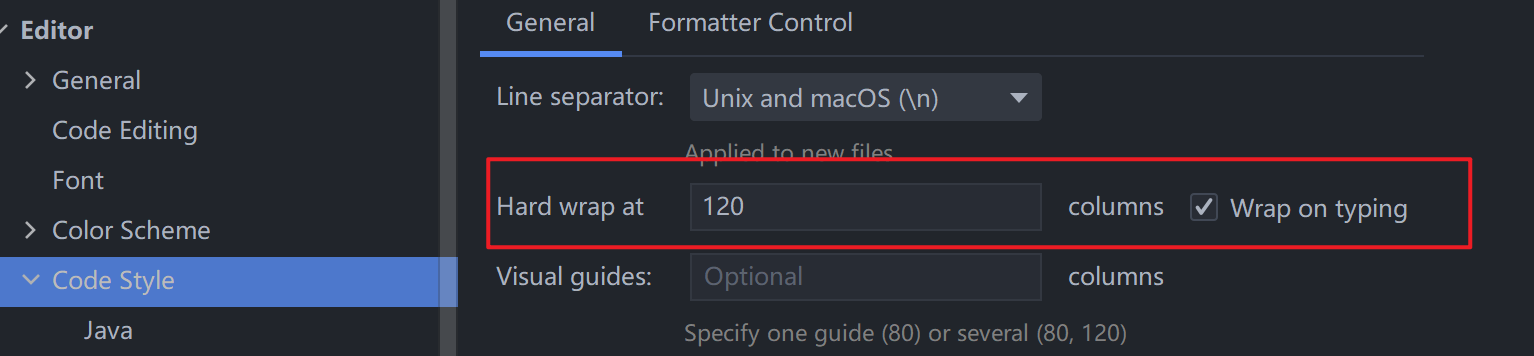 Editor
General
Code Editing
Font
Color Scheme
Code Style
Java
General Formatter Control
Line separator: Unix and macOS (\n)
Applied to new files
Hard wrap at 120 columns Wrap on typing
Visual guides: Optional columns
Specify one guide (80) or several (80, 120)